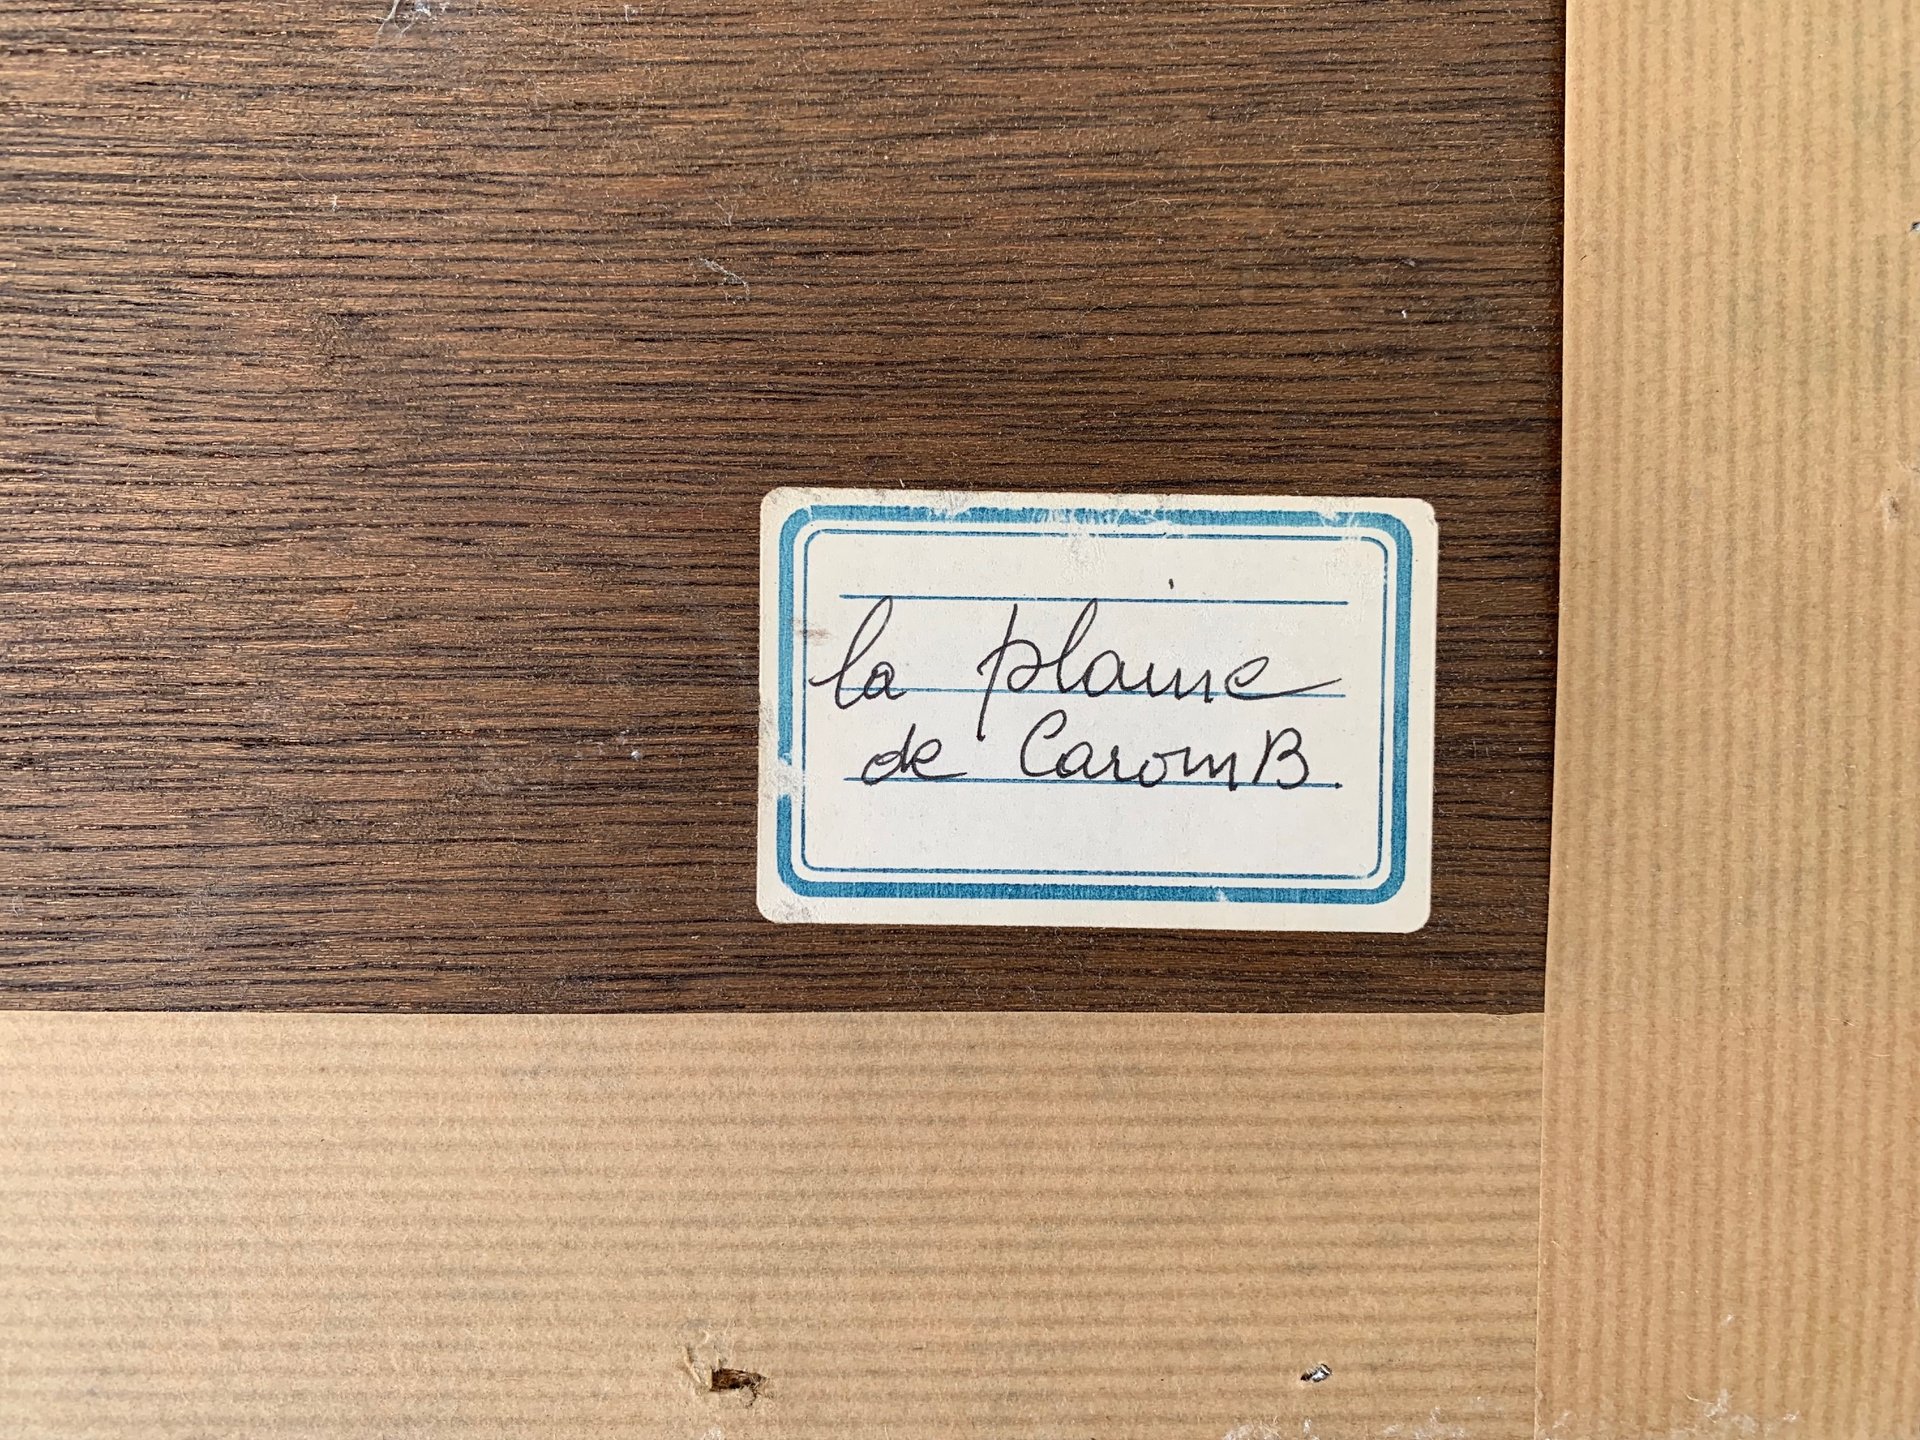 la plaine
de CaromB.